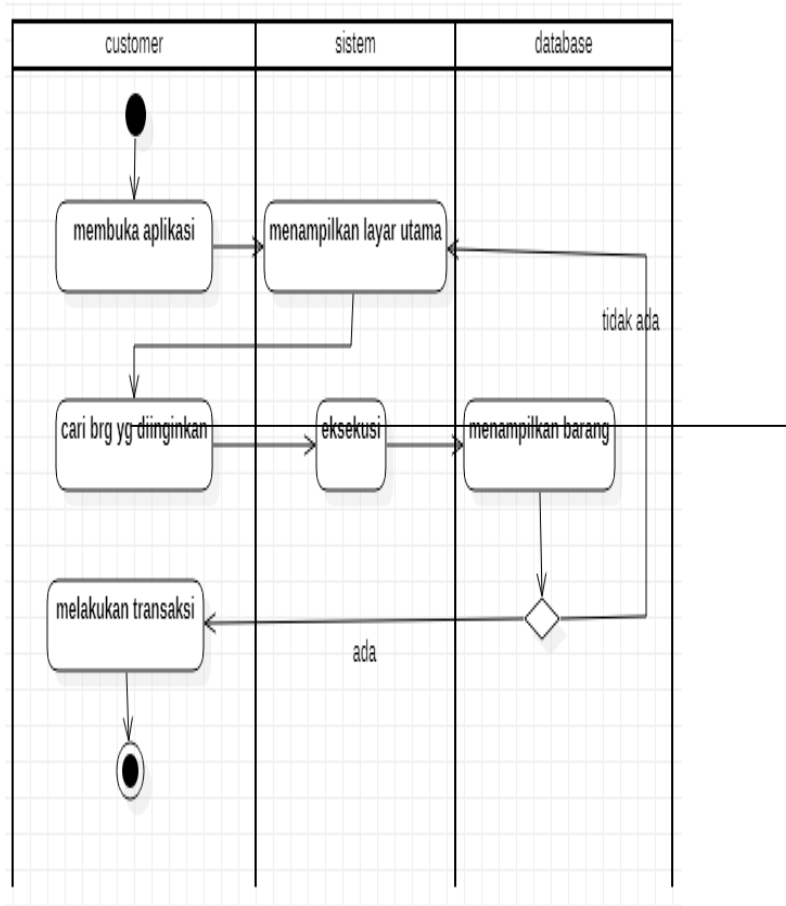 customer
sistem
database
membuka aplikasi
menampilkan layar utama
tidak ada
cari brg yg diinginkan
eksekusi
menampilkan barang
melakukan transaksi
ada